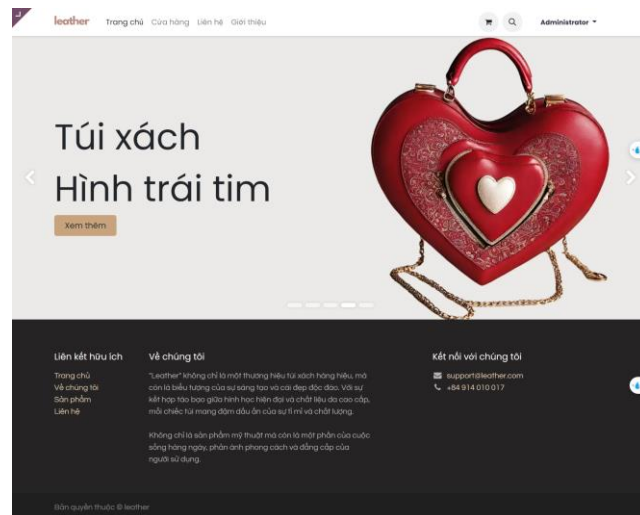 leather Trang chủ Cửa hàng Liên hệ Giới thiệu Administrator
Túi xách
Hình trái tim
Xem thêm
Liên kết hữu ích
Trang chủ
Về chúng tôi
Sản phẩm
Liên hệ
Về chúng tôi
"Leather" không chỉ là một thương hiệu túi xách hàng hiệu, mà
còn là biểu tượng của sự sáng tạo và cái đẹp độc đáo. Với sự
kết hợp táo bạo giữa hình học hiện đại và chất liệu da cao cấp,
mỗi chiếc túi mang đậm dấu ấn của sự tỉ mỉ và chất lượng.
Không chỉ là sản phẩm mỹ thuật mà còn là một phần của cuộc
sống hàng ngày, phản ánh phong cách và đẳng cấp của
người sử dụng.
Kết nối với chúng tôi
support@leather.com
+84 914 010 017
Bản quyền thuộc © leather